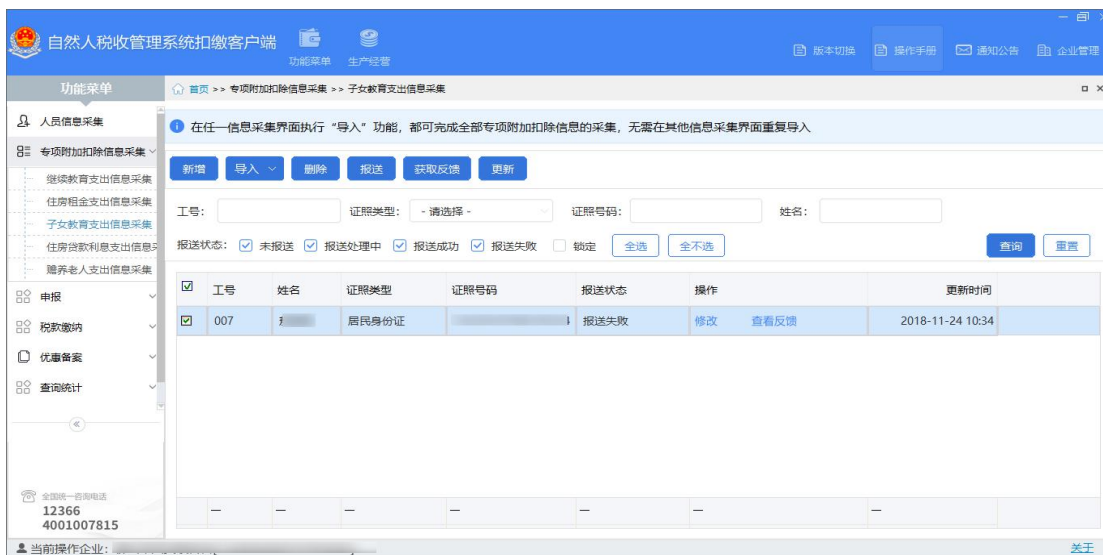 自然人税收管理系统扣缴客户端
功能菜单
生产经营
版本切换
操作手册
通知公告
企业管理
功能菜单
首页 >> 专项附加扣除信息采集 >> 子女教育支出信息采集
人员信息采集
专项附加扣除信息采集
继续教育支出信息采集
住房租金支出信息采集
子女教育支出信息采集
住房贷款利息支出信息采
赡养老人支出信息采集
申报
税款缴纳
优惠备案
查询统计
全国统一咨询电话
12366
4001007815
在任一信息采集界面执行“导入”功能，都可完成全部专项附加扣除信息的采集，无需在其他信息采集界面重复导入
新增 导入 删除 报送 获取反馈 更新
工号： 证照类型： - 请选择 - 证照号码： 姓名：
报送状态： 未报送 报送处理中 报送成功 报送失败 锁定 全选 全不选 查询 重置
工号 姓名 证照类型 证照号码 报送状态 操作 更新时间
007 居民身份证 4 报送失败 修改 查看反馈 2018-11-24 10:34
— — — — — — —
当前操作企业： 关于